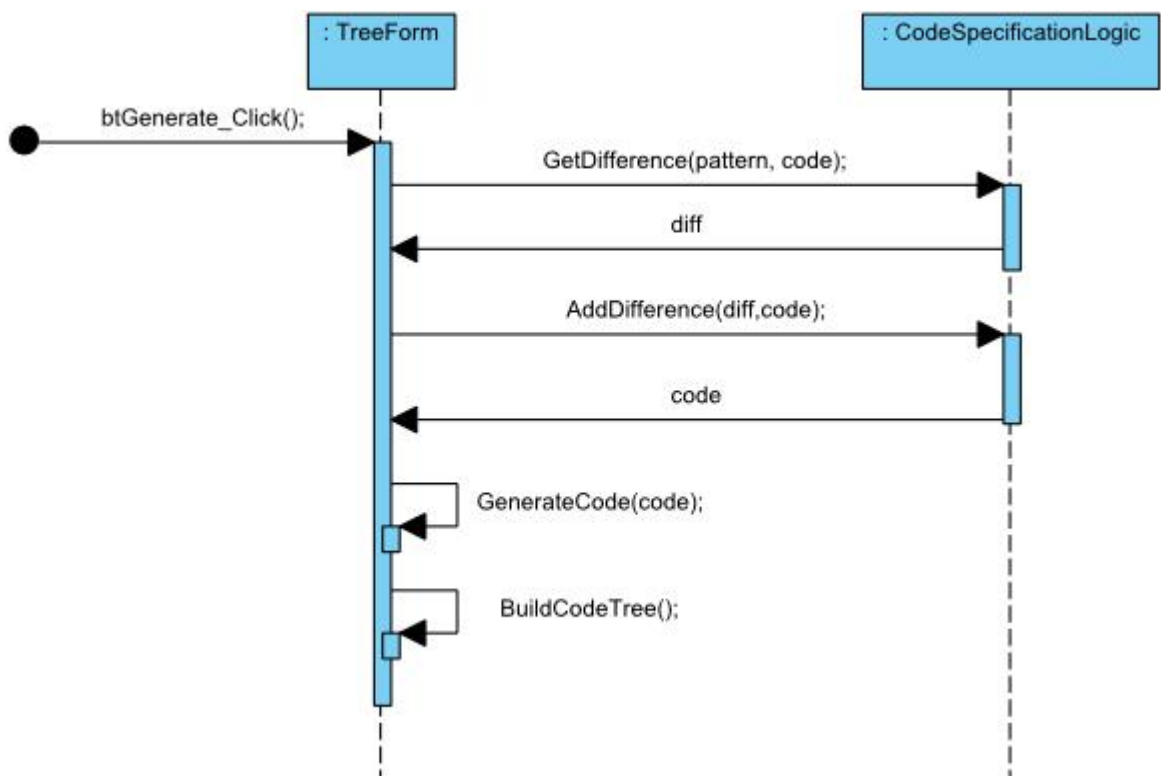 : TreeForm
: CodeSpecificationLogic
btGenerate_Click();
GetDifference(pattern, code);
diff
AddDifference(diff,code);
code
GenerateCode(code);
BuildCodeTree();